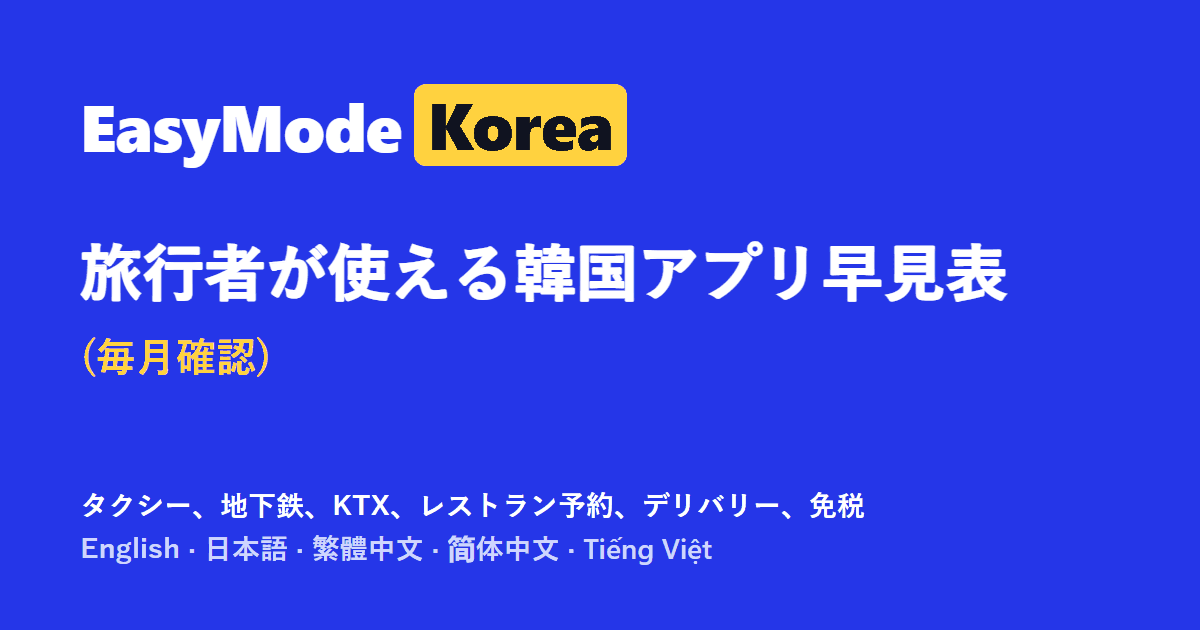 EasyMode Korea
旅行者が使える韓国アプリ早見表
(毎月確認)
タクシー、地下鉄、KTX、レストラン予約、デリバリー、免税
English · 日本語 · 繁體中文 · 简体中文 · Tiếng Việt